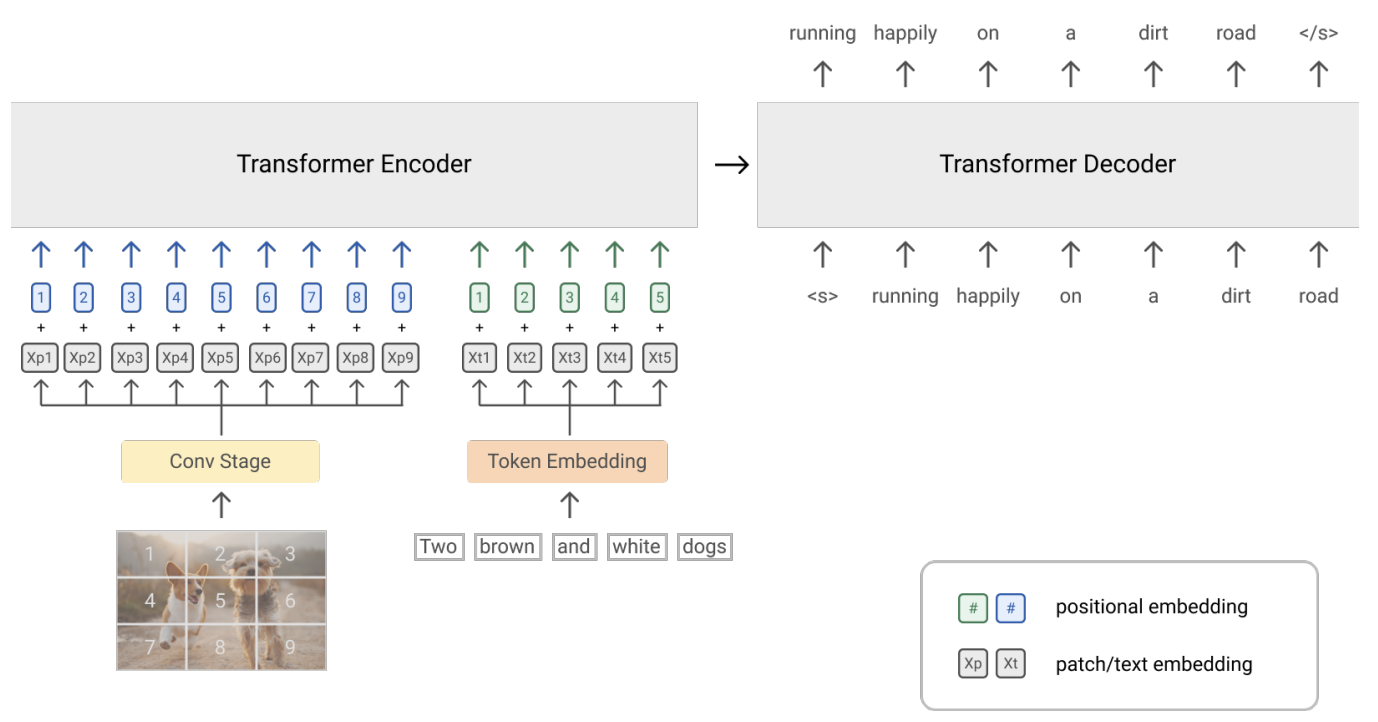 running happily on a dirt road </s>
Transformer Encoder
Transformer Decoder
1 2 3 4 5 6 7 8 9
1 2 3 4 5
<s> running happily on a dirt road
+ + + + + + + + +
+ + + + +
Xp1 Xp2 Xp3 Xp4 Xp5 Xp6 Xp7 Xp8 Xp9
Xt1 Xt2 Xt3 Xt4 Xt5
Conv Stage
Token Embedding
Two brown and white dogs
1 2 3
4 5 6
7 8 9
# # positional embedding
Xp Xt patch/text embedding